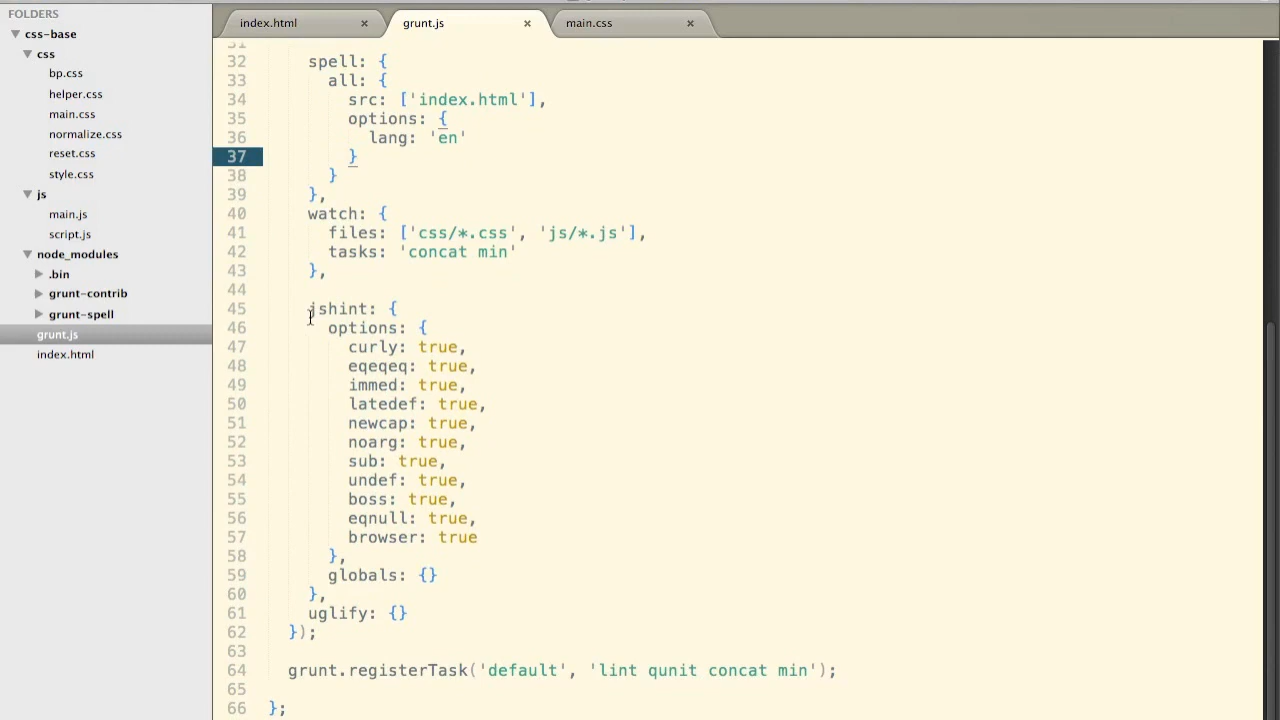 FOLDERS
css-base
css
bp.css
helper.css
main.css
normalize.css
reset.css
style.css
js
main.js
script.js
node_modules
.bin
grunt-contrib
grunt-spell
grunt.js
index.html
index.html × grunt.js × main.css ×
31
32 spell: {
33 all: {
34 src: ['index.html'],
35 options: {
36 lang: 'en'
37 }
38 }
39 },
40 watch: {
41 files: ['css/*.css', 'js/*.js'],
42 tasks: 'concat min'
43 },
44
45 jshint: {
46 options: {
47 curly: true,
48 eqeqeq: true,
49 immed: true,
50 latedef: true,
51 newcap: true,
52 noarg: true,
53 sub: true,
54 undef: true,
55 boss: true,
56 eqnull: true,
57 browser: true
58 },
59 globals: {}
60 },
61 uglify: {}
62 });
63
64 grunt.registerTask('default', 'lint qunit concat min');
65
66 };